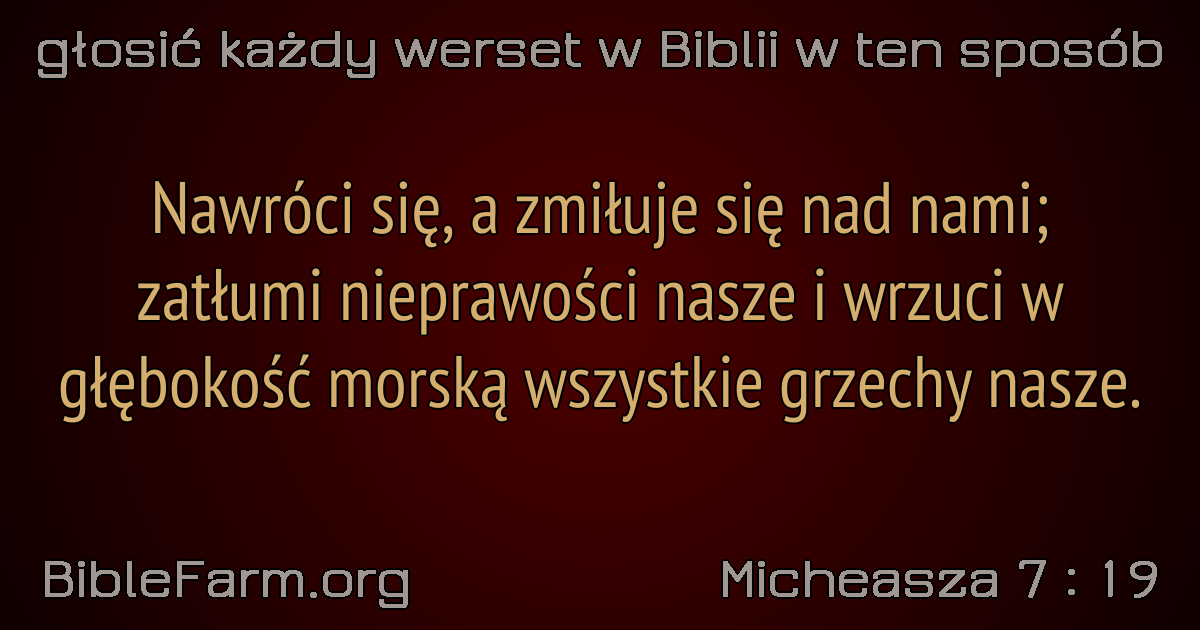 głosić każdy werset w Biblii w ten sposób
Nawróci się, a zmiłuje się nad nami;
zatłumi nieprawości nasze i wrzuci w
głębokość morską wszystkie grzechy nasze.
BibleFarm.org
Micheasza 7 : 19